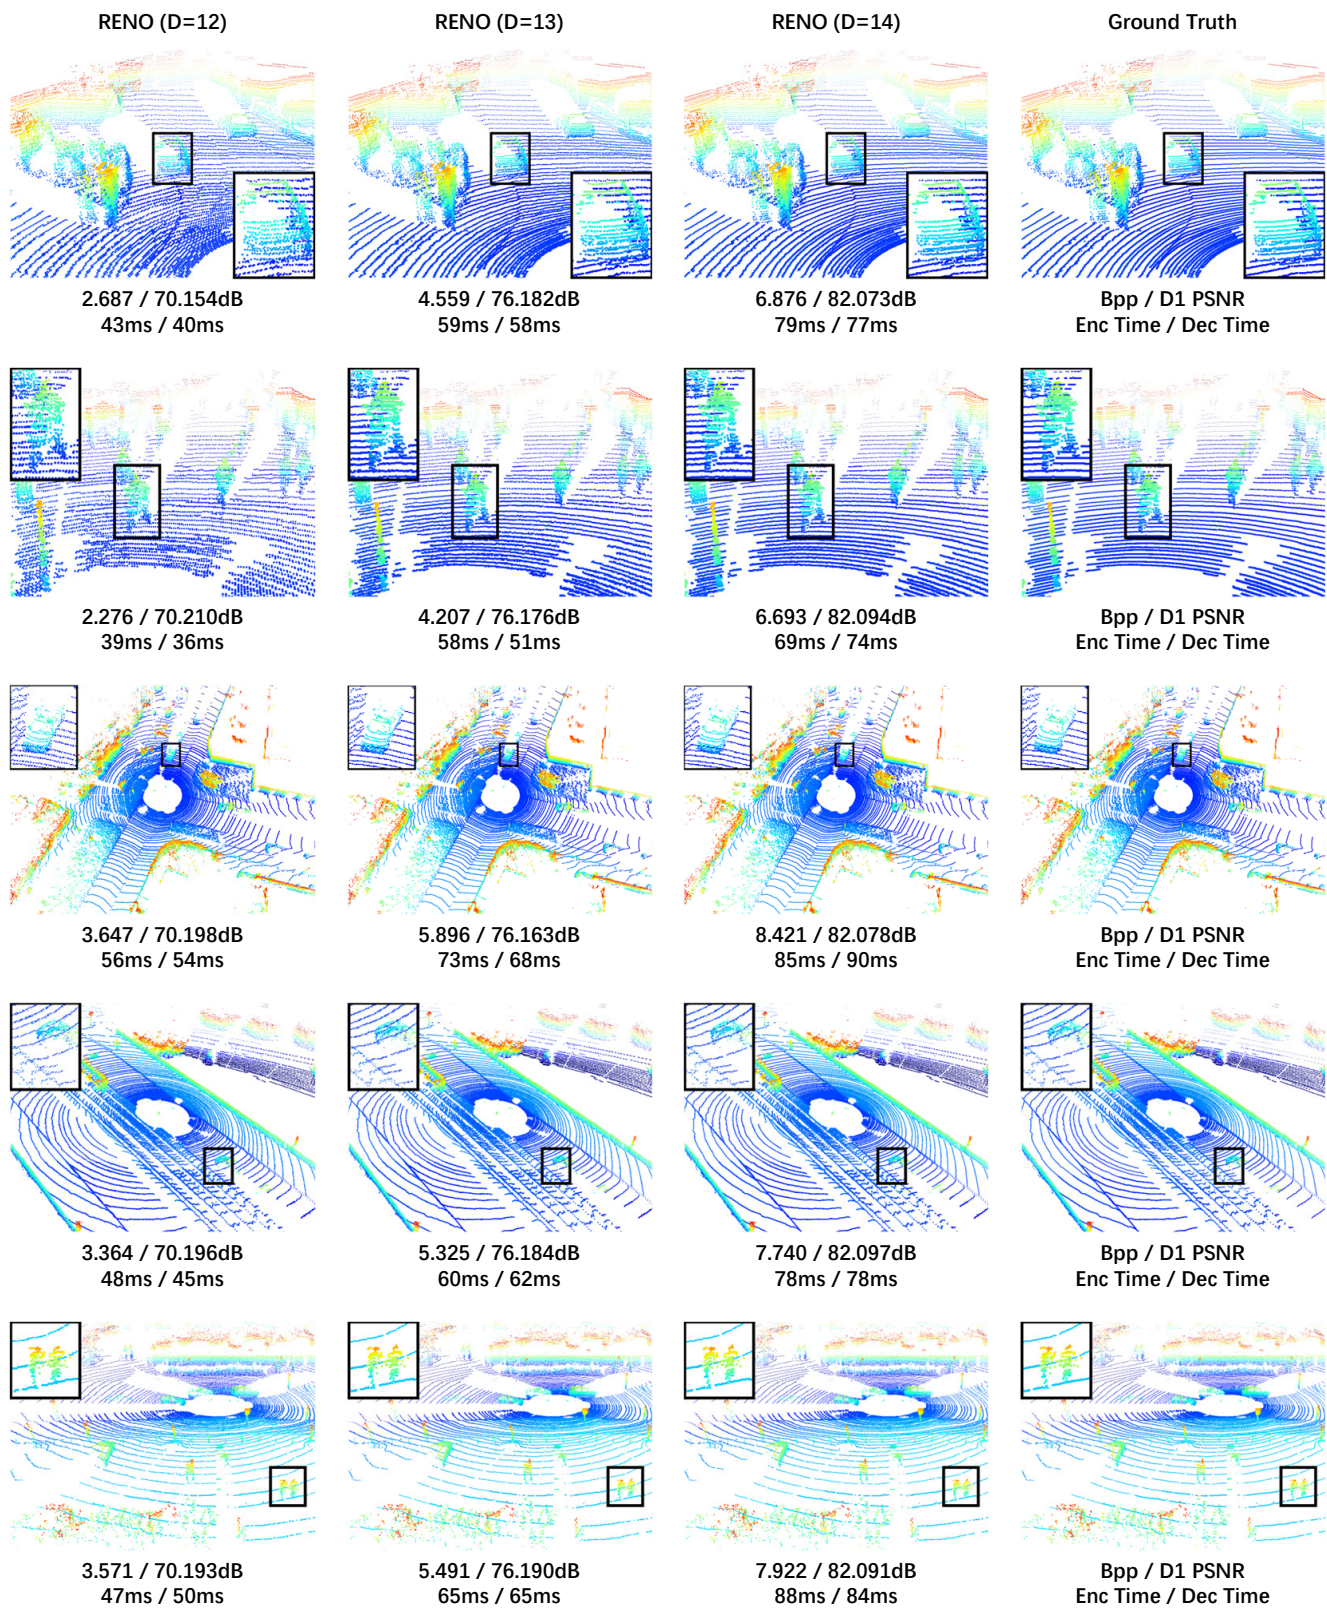 RENO (D=12) RENO (D=13) RENO (D=14) Ground Truth
2.687 / 70.154dB 4.559 / 76.182dB 6.876 / 82.073dB Bpp / D1 PSNR
43ms / 40ms 59ms / 58ms 79ms / 77ms Enc Time / Dec Time
2.276 / 70.210dB 4.207 / 76.176dB 6.693 / 82.094dB Bpp / D1 PSNR
39ms / 36ms 58ms / 51ms 69ms / 74ms Enc Time / Dec Time
3.647 / 70.198dB 5.896 / 76.163dB 8.421 / 82.078dB Bpp / D1 PSNR
56ms / 54ms 73ms / 68ms 85ms / 90ms Enc Time / Dec Time
3.364 / 70.196dB 5.325 / 76.184dB 7.740 / 82.097dB Bpp / D1 PSNR
48ms / 45ms 60ms / 62ms 78ms / 78ms Enc Time / Dec Time
3.571 / 70.193dB 5.491 / 76.190dB 7.922 / 82.091dB Bpp / D1 PSNR
47ms / 50ms 65ms / 65ms 88ms / 84ms Enc Time / Dec Time